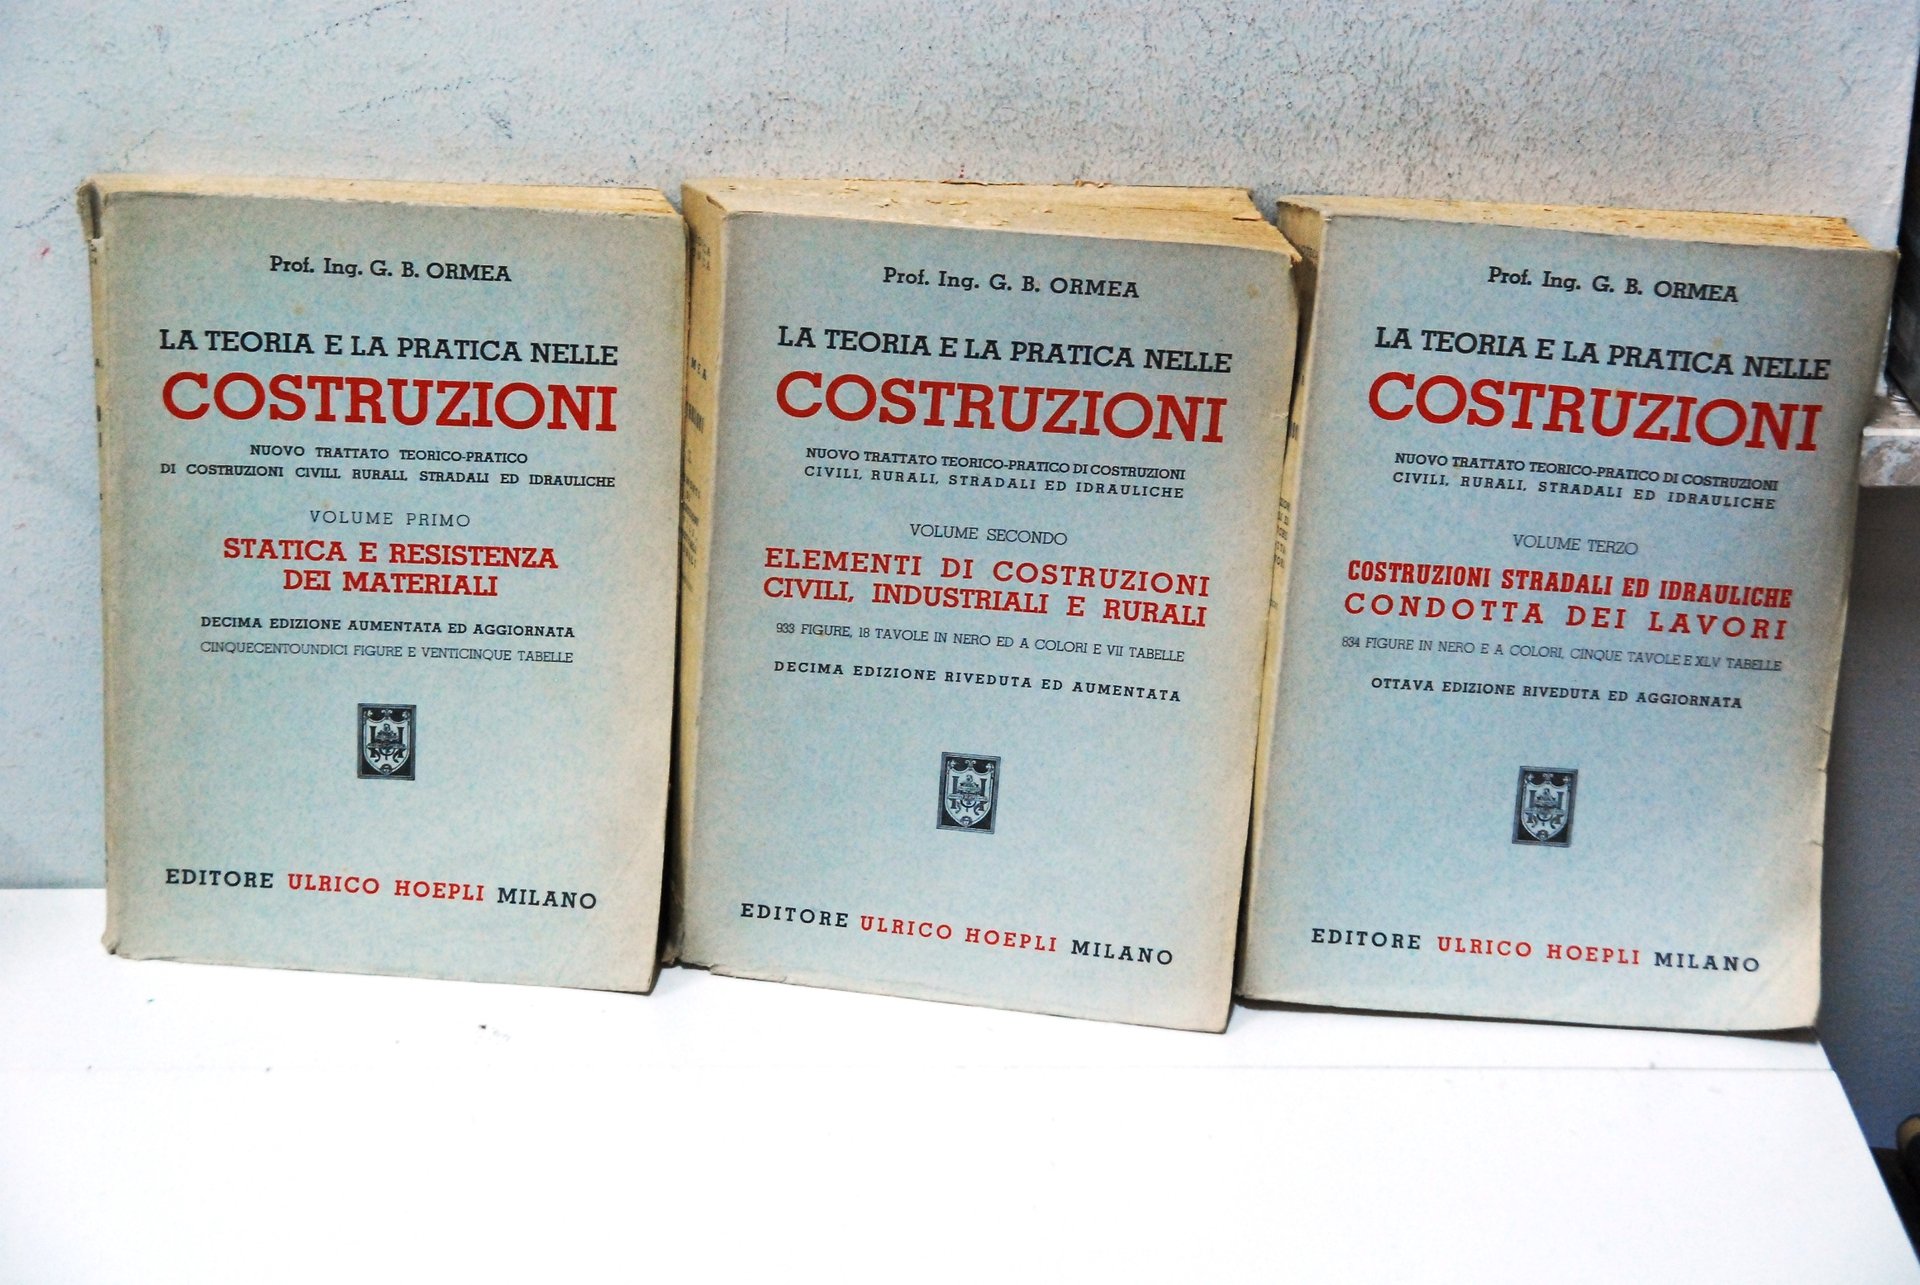 Prof. Ing. G. B. ORMEA
LA TEORIA E LA PRATICA NELLE
COSTRUZIONI
NUOVO TRATTATO TEORICO-PRATICO
DI COSTRUZIONI CIVILI, RURALI, STRADALI ED IDRAULICHE
VOLUME PRIMO
STATICA E RESISTENZA
DEI MATERIALI
DECIMA EDIZIONE AUMENTATA ED AGGIORNATA
CINQUECENTOUNDICI FIGURE E VENTICINQUE TABELLE
EDITORE ULRICO HOEPLI MILANO
Prof. Ing. G. B. ORMEA
LA TEORIA E LA PRATICA NELLE
COSTRUZIONI
NUOVO TRATTATO TEORICO-PRATICO DI COSTRUZIONI
CIVILI, RURALI, STRADALI ED IDRAULICHE
VOLUME SECONDO
ELEMENTI DI COSTRUZIONI
CIVILI, INDUSTRIALI E RURALI
933 FIGURE, 18 TAVOLE IN NERO ED A COLORI E VII TABELLE
DECIMA EDIZIONE RIVEDUTA ED AUMENTATA
EDITORE ULRICO HOEPLI MILANO
Prof. Ing. G. B. ORMEA
LA TEORIA E LA PRATICA NELLE
COSTRUZIONI
NUOVO TRATTATO TEORICO-PRATICO DI COSTRUZIONI
CIVILI, RURALI, STRADALI ED IDRAULICHE
VOLUME TERZO
COSTRUZIONI STRADALI ED IDRAULICHE
CONDOTTA DEI LAVORI
834 FIGURE IN NERO E A COLORI, CINQUE TAVOLE E XLV TABELLE
OTTAVA EDIZIONE RIVEDUTA ED AGGIORNATA
EDITORE ULRICO HOEPLI MILANO